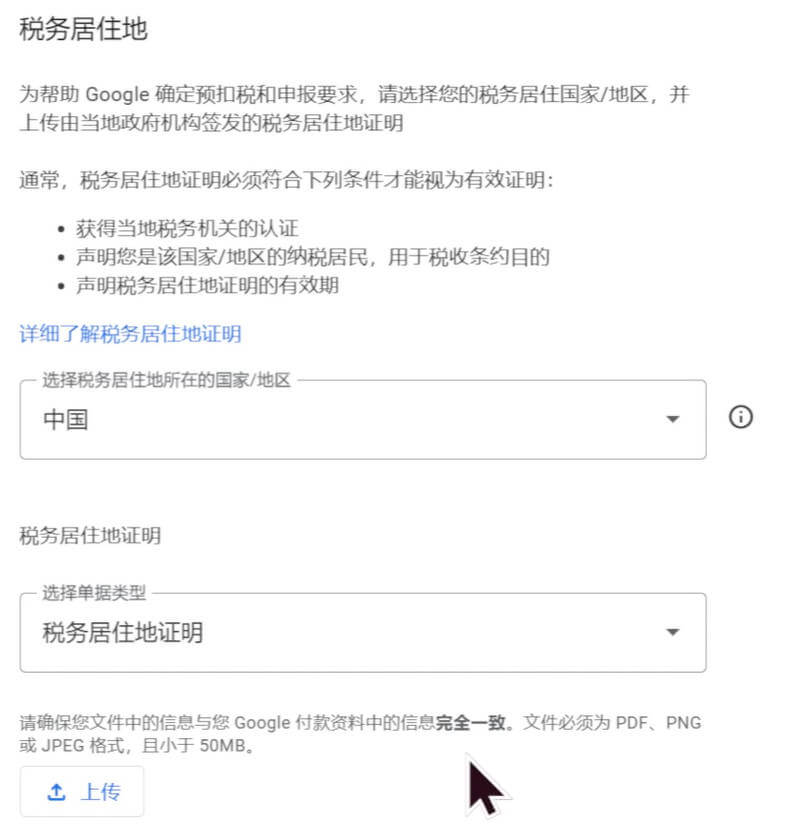 税务居住地
为帮助 Google 确定预扣税和申报要求，请选择您的税务居住国家/地区，并
上传由当地政府机构签发的税务居住地证明
通常，税务居住地证明必须符合下列条件才能视为有效证明：
• 获得当地税务机关的认证
• 声明您是该国家/地区的纳税居民，用于税收条约目的
• 声明税务居住地证明的有效期
详细了解税务居住地证明
选择税务居住地所在的国家/地区
中国
税务居住地证明
选择单据类型
税务居住地证明
请确保您文件中的信息与您 Google 付款资料中的信息完全一致。文件必须为 PDF、PNG
或 JPEG 格式，且小于 50MB。
上传